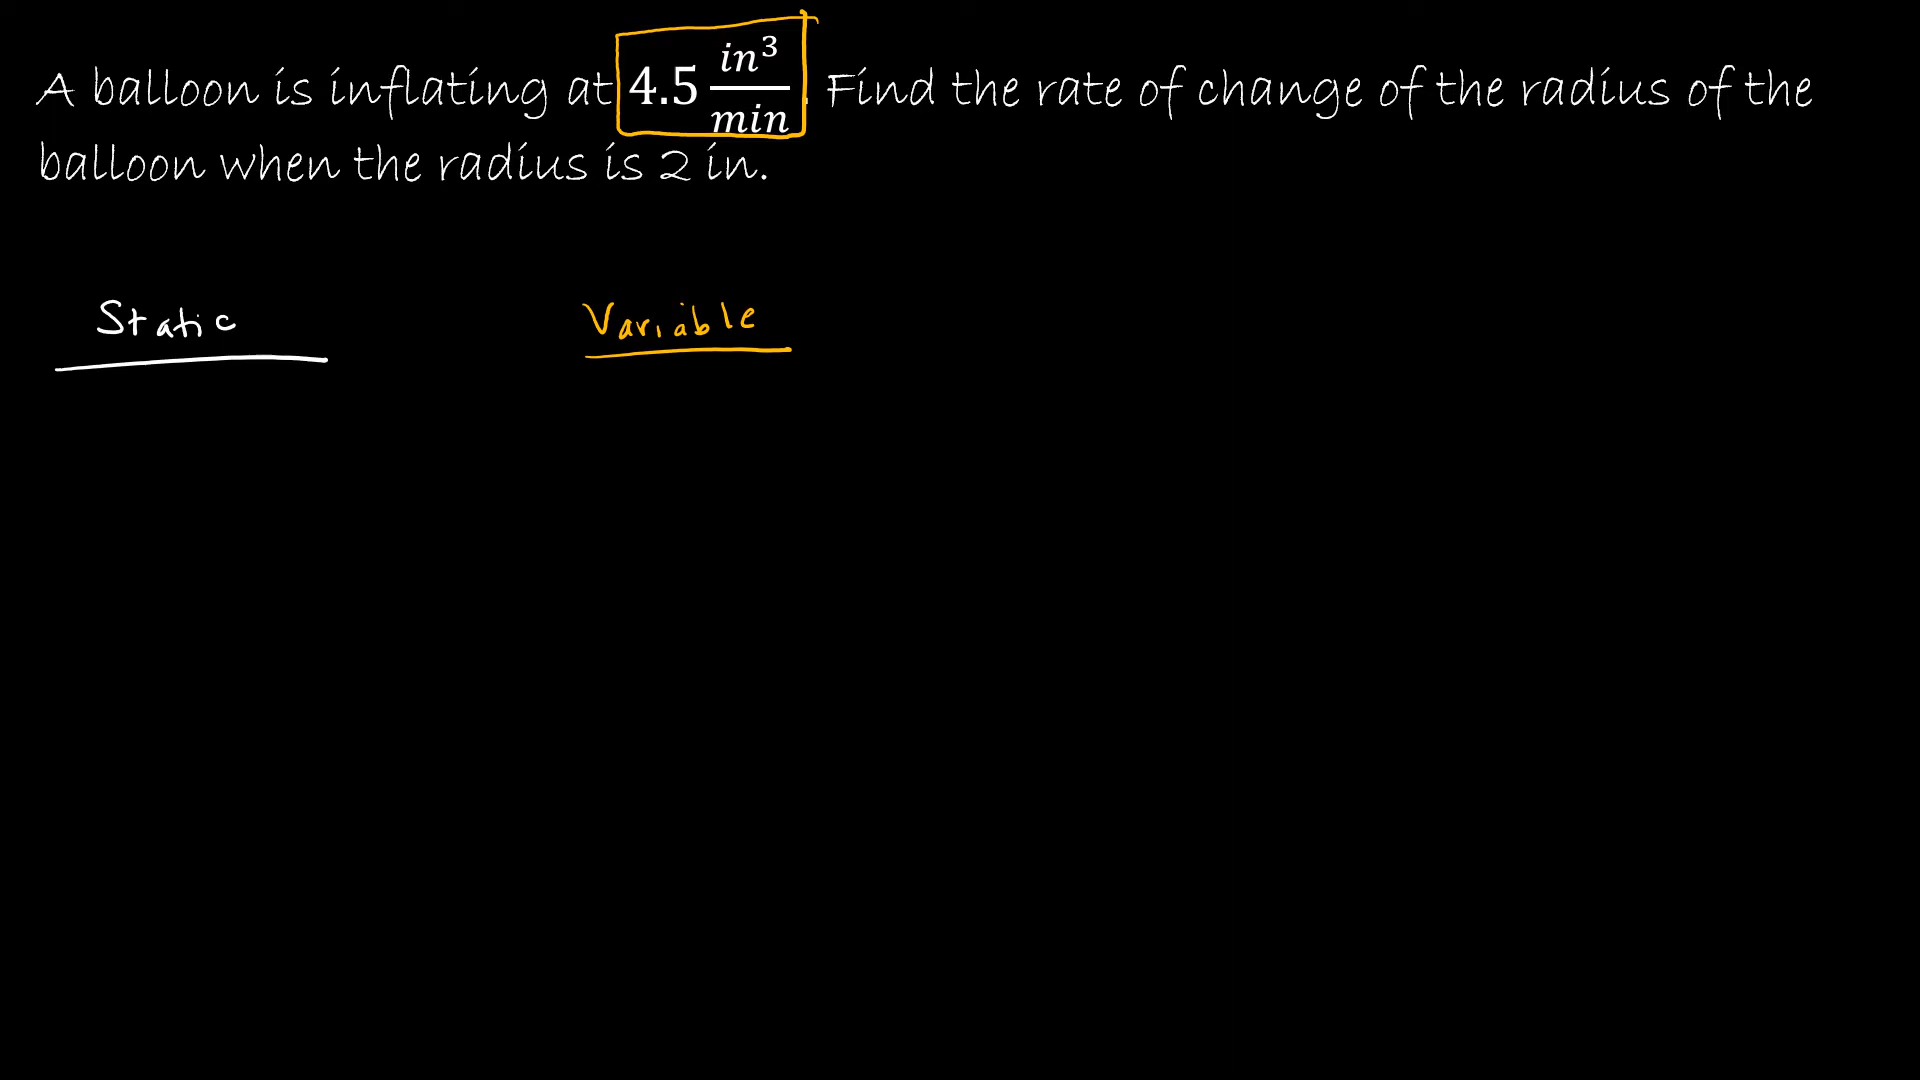 A balloon is inflating at 4.5 in³/min. Find the rate of change of the radius of the
balloon when the radius is 2 in.
Static Variable